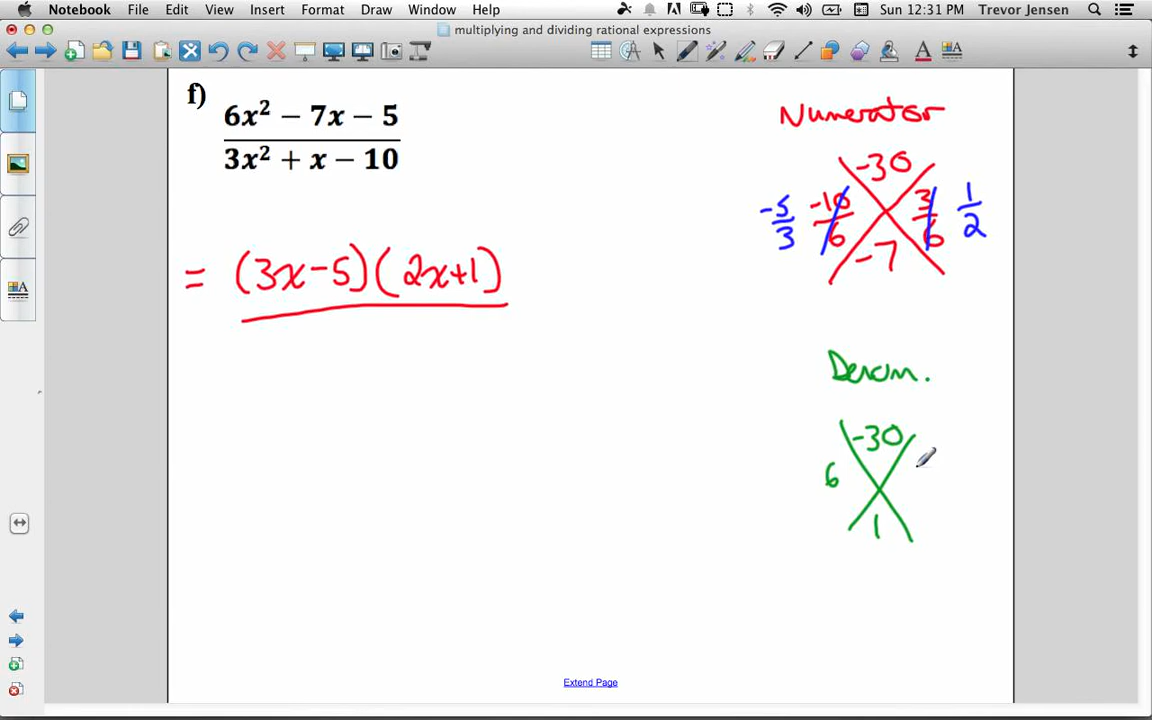 Notebook File Edit View Insert Format Draw Window Help Sun 12:31 PM Trevor Jensen
multiplying and dividing rational expressions
f)
6x² − 7x − 5
3x² + x − 10
= (3x-5)(2x+1)
Numerator
-30
-5/3 -10/6 3/6 1/2
-7
Denom.
-30
6
1
Extend Page